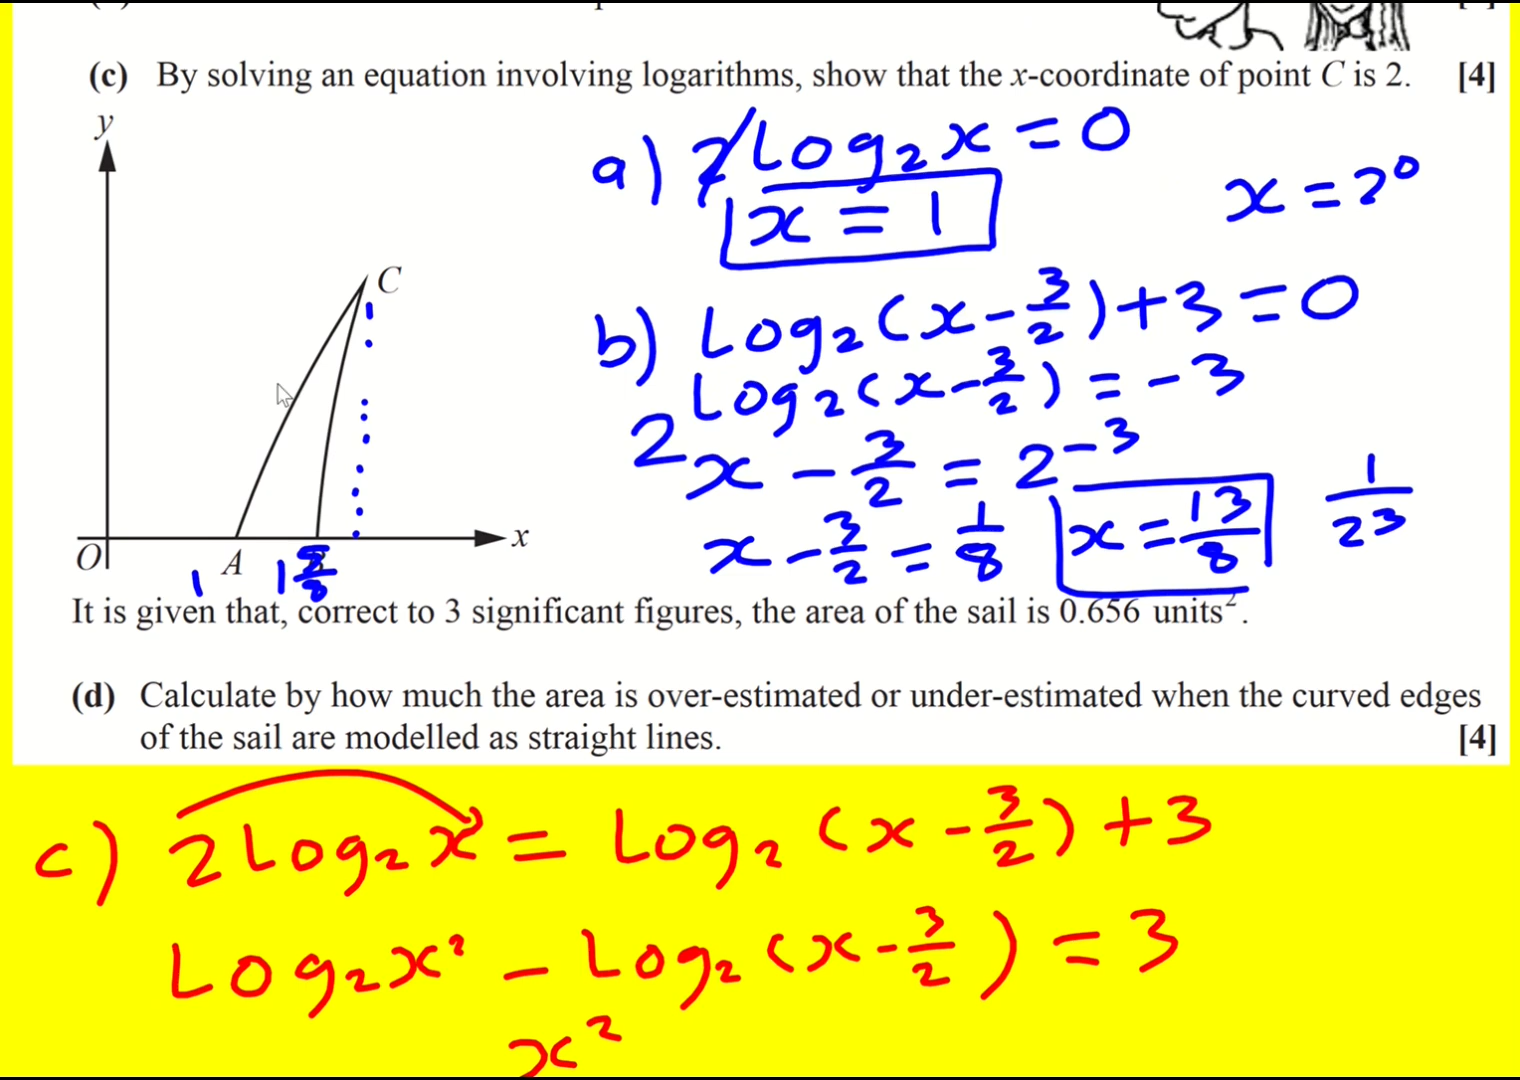 (c) By solving an equation involving logarithms, show that the x-coordinate of point C is 2. [4]
y
C
O
A
x
1
1 5/8
a) 2 Log₂x = 0
x = 1
x = 2⁰
b) Log₂(x - 3/2) + 3 = 0
Log₂(x - 3/2) = -3
2
x - 3/2 = 2⁻³
x - 3/2 = 1/8
x = 13/8
1/2³
It is given that, correct to 3 significant figures, the area of the sail is 0.656 units².
(d) Calculate by how much the area is over-estimated or under-estimated when the curved edges
of the sail are modelled as straight lines. [4]
c) 2 Log₂x = Log₂(x - 3/2) + 3
Log₂x² - Log₂(x - 3/2) = 3
x²